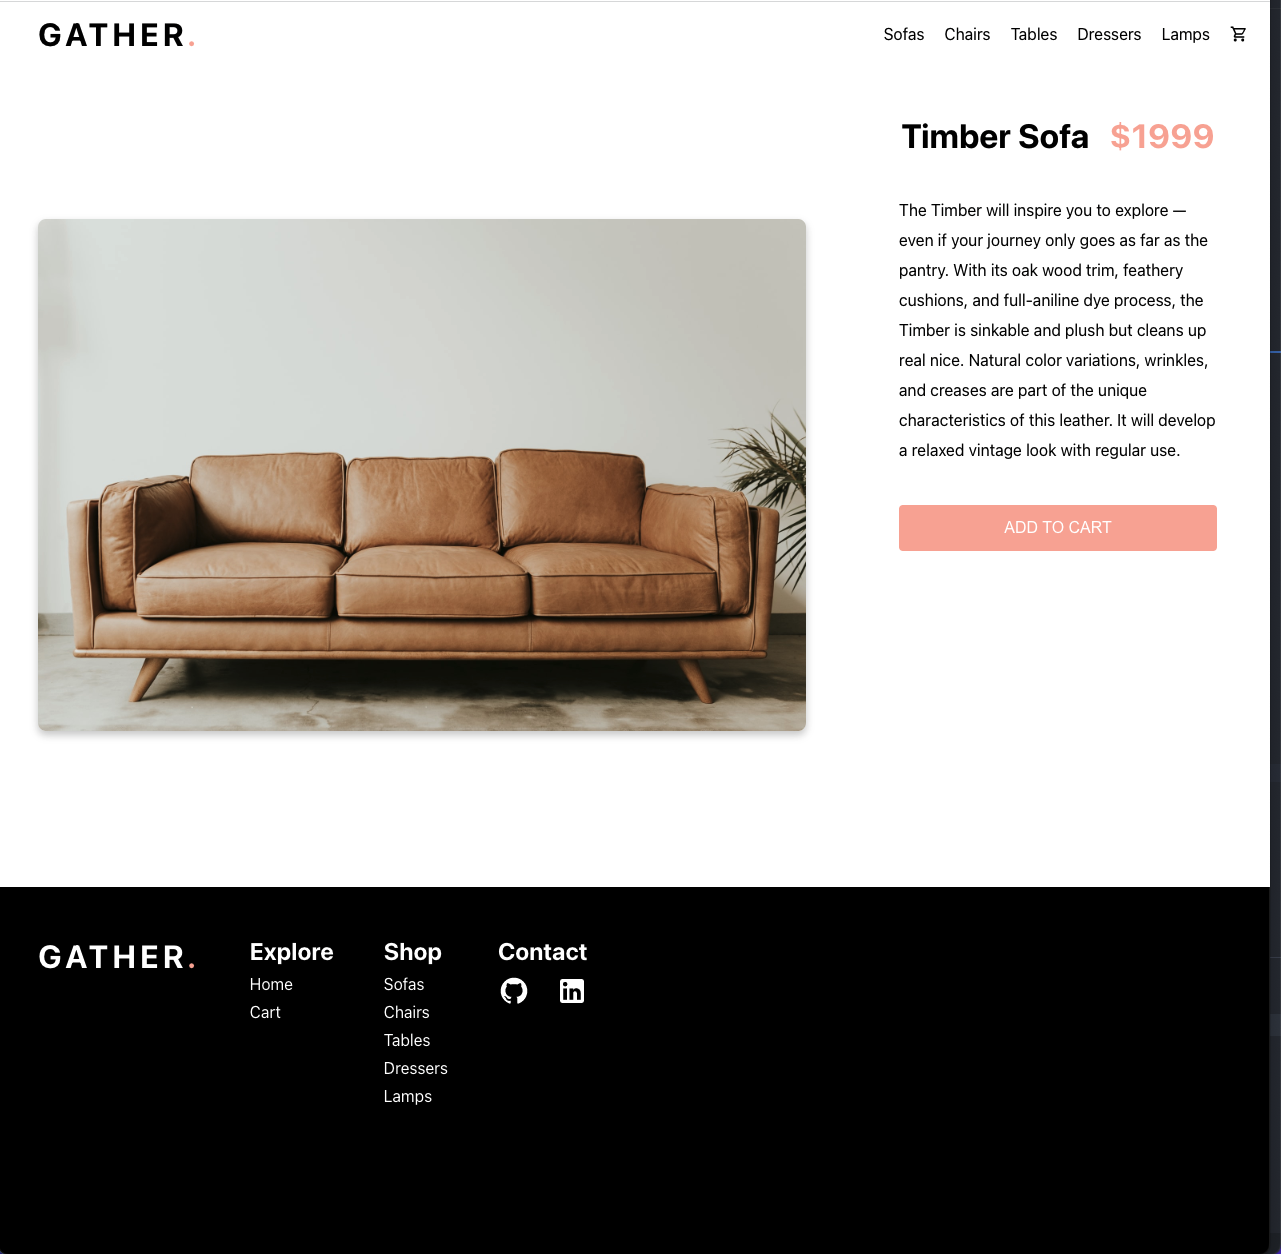 GATHER.
Sofas Chairs Tables Dressers Lamps
Timber Sofa $1999
The Timber will inspire you to explore —
even if your journey only goes as far as the
pantry. With its oak wood trim, feathery
cushions, and full-aniline dye process, the
Timber is sinkable and plush but cleans up
real nice. Natural color variations, wrinkles,
and creases are part of the unique
characteristics of this leather. It will develop
a relaxed vintage look with regular use.
ADD TO CART
GATHER.
Explore
Home
Cart
Shop
Sofas
Chairs
Tables
Dressers
Lamps
Contact
in